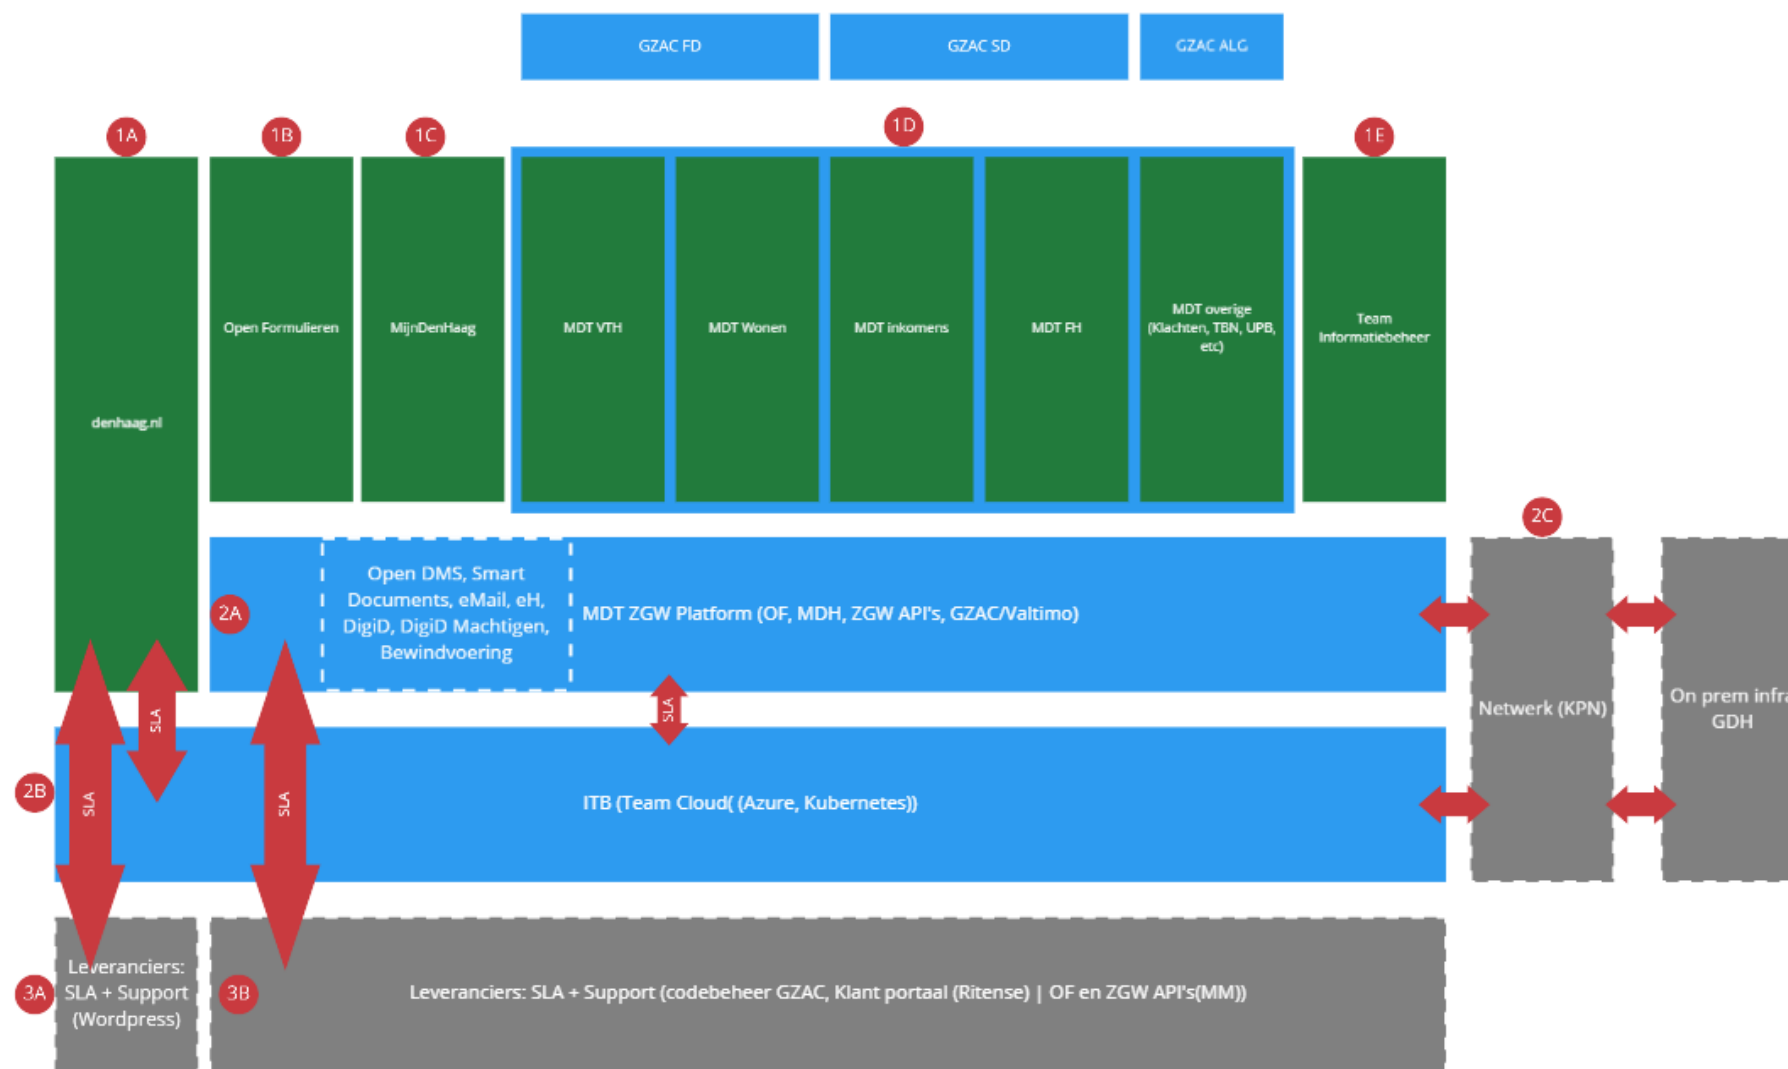 GZAC FD
GZAC SD
GZAC ALG
1A
1B
1C
1D
1E
denhaag.nl
Open Formulieren
MijnDenHaag
MDT VTH
MDT Wonen
MDT inkomens
MDT FH
MDT overige
(Klachten, TBN, UPB,
etc)
Team
Informatiebeheer
2C
2A
Open DMS, Smart
Documents, eMail, eH,
DigiD, DigiD Machtigen,
Bewindvoering
MDT ZGW Platform (OF, MDH, ZGW API's, GZAC/Valtimo)
Netwerk (KPN)
On prem infra
GDH
SLA
SLA
SLA
SLA
2B
ITB (Team Cloud( (Azure, Kubernetes))
3A
Leveranciers:
SLA + Support
(Wordpress)
3B
Leveranciers: SLA + Support (codebeheer GZAC, Klant portaal (Ritense) | OF en ZGW API's(MM))